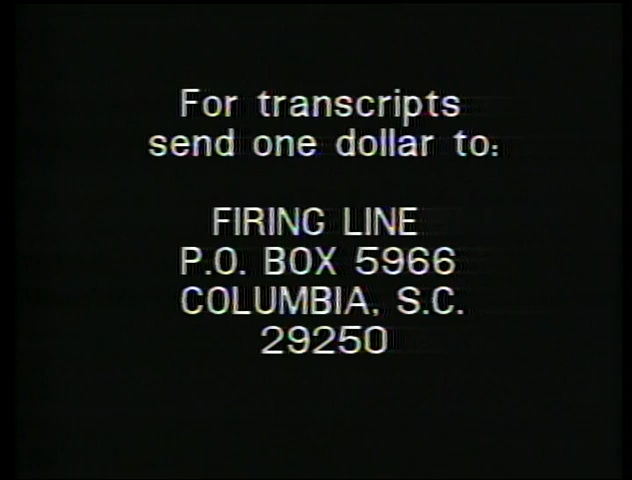 For transcripts
send one dollar to:
FIRING LINE
P.O. BOX 5966
COLUMBIA, S.C.
29250